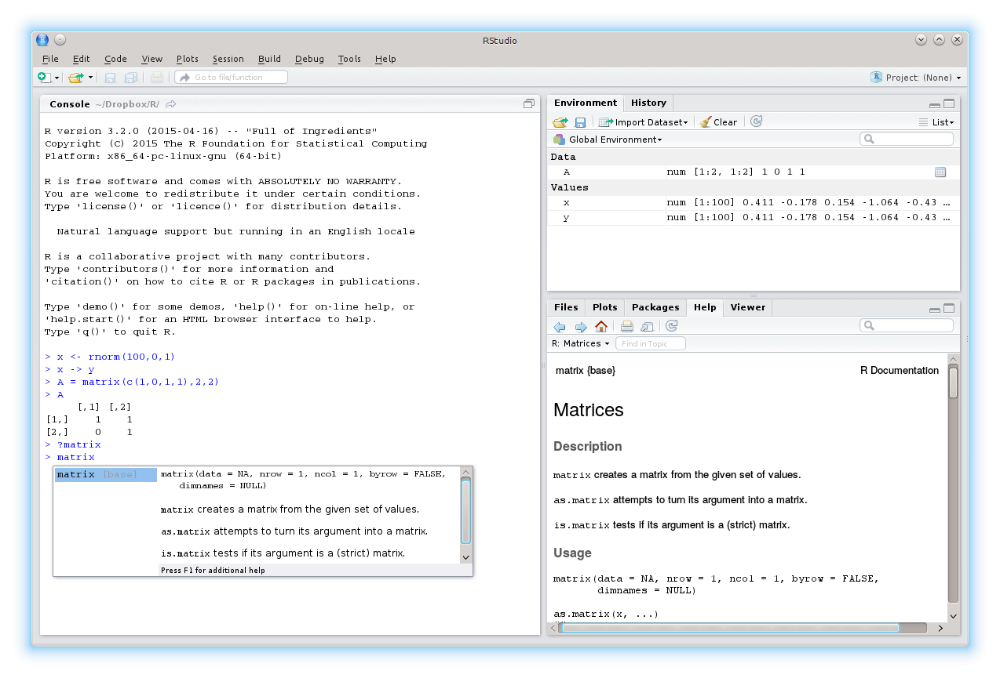 RStudio
File Edit Code View Plots Session Build Debug Tools Help
Go to file/function
Project: (None)
Console ~/Dropbox/R/
R version 3.2.0 (2015-04-16) -- "Full of Ingredients"
Copyright (C) 2015 The R Foundation for Statistical Computing
Platform: x86_64-pc-linux-gnu (64-bit)
R is free software and comes with ABSOLUTELY NO WARRANTY.
You are welcome to redistribute it under certain conditions.
Type 'license()' or 'licence()' for distribution details.
Natural language support but running in an English locale
R is a collaborative project with many contributors.
Type 'contributors()' for more information and
'citation()' on how to cite R or R packages in publications.
Type 'demo()' for some demos, 'help()' for on-line help, or
'help.start()' for an HTML browser interface to help.
Type 'q()' to quit R.
> x <- rnorm(100,0,1)
> x -> y
> A = matrix(c(1,0,1,1),2,2)
> A
[,1] [,2]
[1,] 1 1
[2,] 0 1
> ?matrix
> matrix
matrix {base}
matrix(data = NA, nrow = 1, ncol = 1, byrow = FALSE,
dimnames = NULL)
matrix creates a matrix from the given set of values.
as.matrix attempts to turn its argument into a matrix.
is.matrix tests if its argument is a (strict) matrix.
Press F1 for additional help
Environment History
Import Dataset Clear List
Global Environment
Data
A num [1:2, 1:2] 1 0 1 1
Values
x num [1:100] 0.411 -0.178 0.154 -1.064 -0.43 ...
y num [1:100] 0.411 -0.178 0.154 -1.064 -0.43 ...
Files Plots Packages Help Viewer
R: Matrices Find in Topic
matrix {base} R Documentation
Matrices
Description
matrix creates a matrix from the given set of values.
as.matrix attempts to turn its argument into a matrix.
is.matrix tests if its argument is a (strict) matrix.
Usage
matrix(data = NA, nrow = 1, ncol = 1, byrow = FALSE,
dimnames = NULL)
as.matrix(x, ...)